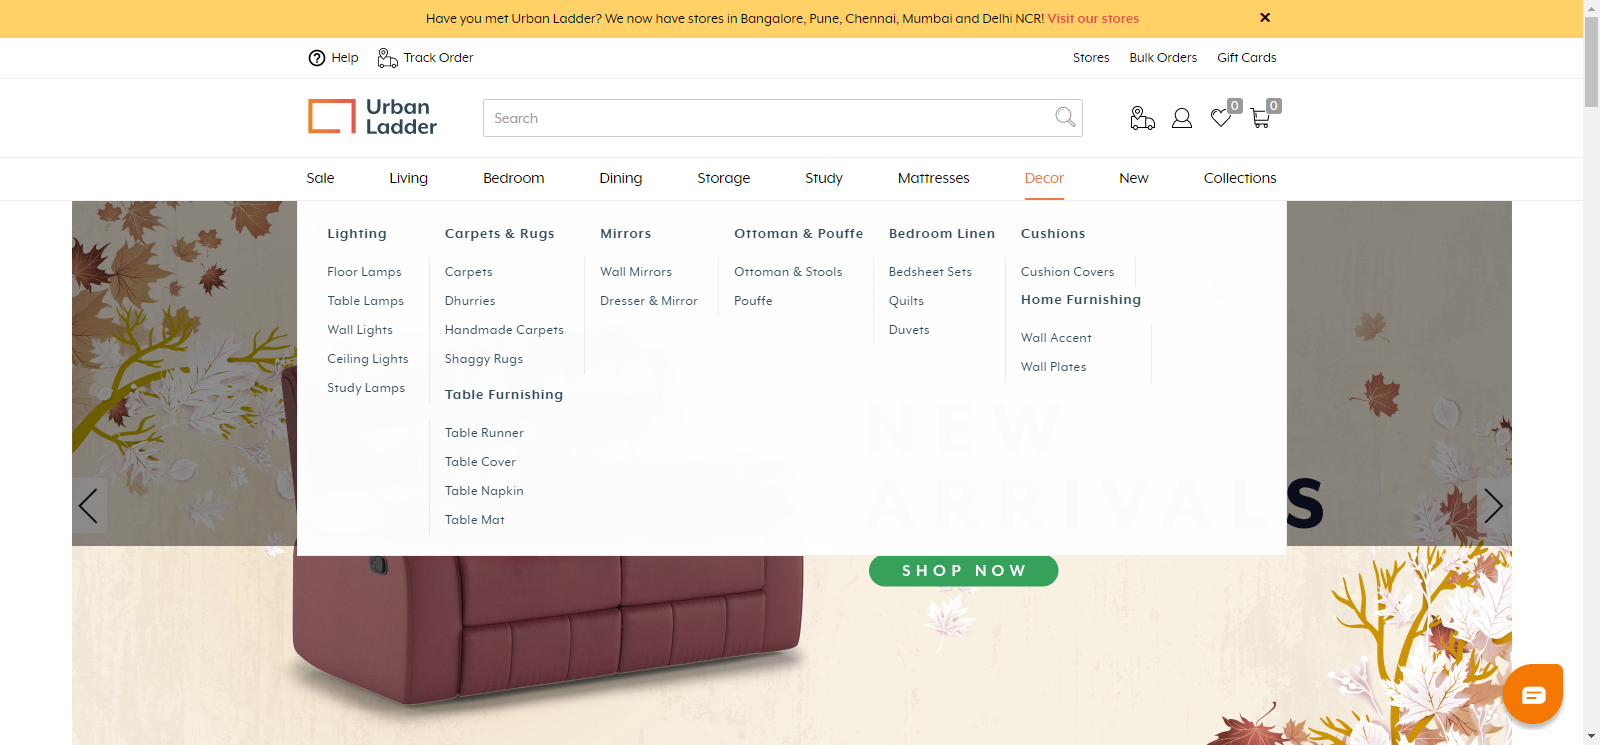 Have you met Urban Ladder? We now have stores in Bangalore, Pune, Chennai, Mumbai and Delhi NCR! Visit our stores
Help
Track Order
Stores
Bulk Orders
Gift Cards
Urban
Ladder
Search
0
0
Sale
Living
Bedroom
Dining
Storage
Study
Mattresses
Decor
New
Collections
Lighting
Floor Lamps
Table Lamps
Wall Lights
Ceiling Lights
Study Lamps
Carpets & Rugs
Carpets
Dhurries
Handmade Carpets
Shaggy Rugs
Table Furnishing
Table Runner
Table Cover
Table Napkin
Table Mat
Mirrors
Wall Mirrors
Dresser & Mirror
Ottoman & Pouffe
Ottoman & Stools
Pouffe
Bedroom Linen
Bedsheet Sets
Quilts
Duvets
Cushions
Cushion Covers
Home Furnishing
Wall Accent
Wall Plates
NEW
ARRIVALS
SHOP NOW